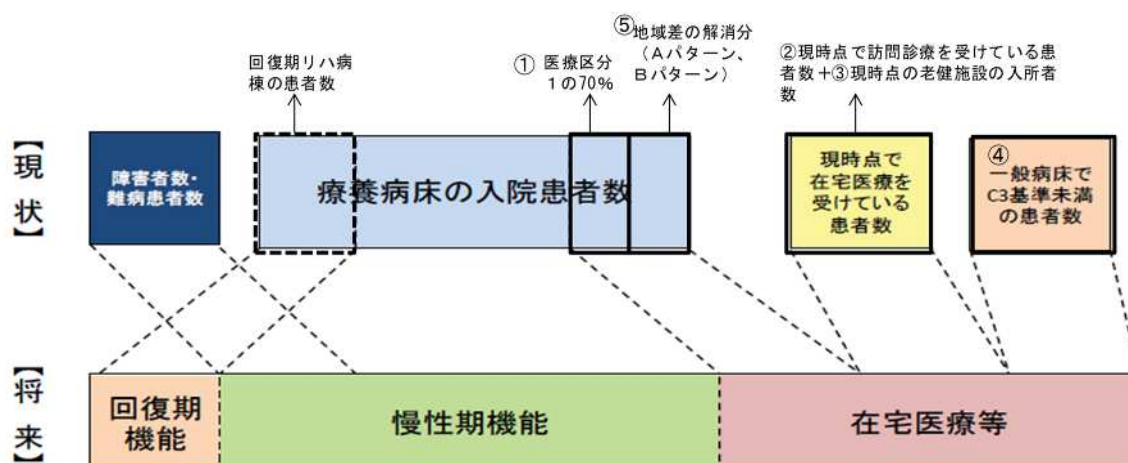 回復期リハ病
棟の患者数
① 医療区分
1の70%
⑤地域差の解消分
(Aパターン、
Bパターン)
②現時点で訪問診療を受けている患
者数+③現時点の老健施設の入所者
数
【現状】
障害者数・
難病患者数
療養病床の入院患者数
現時点で
在宅医療を
受けている
患者数
④
一般病床で
C3基準未満
の患者数
【将来】
回復期
機能
慢性期機能
在宅医療等